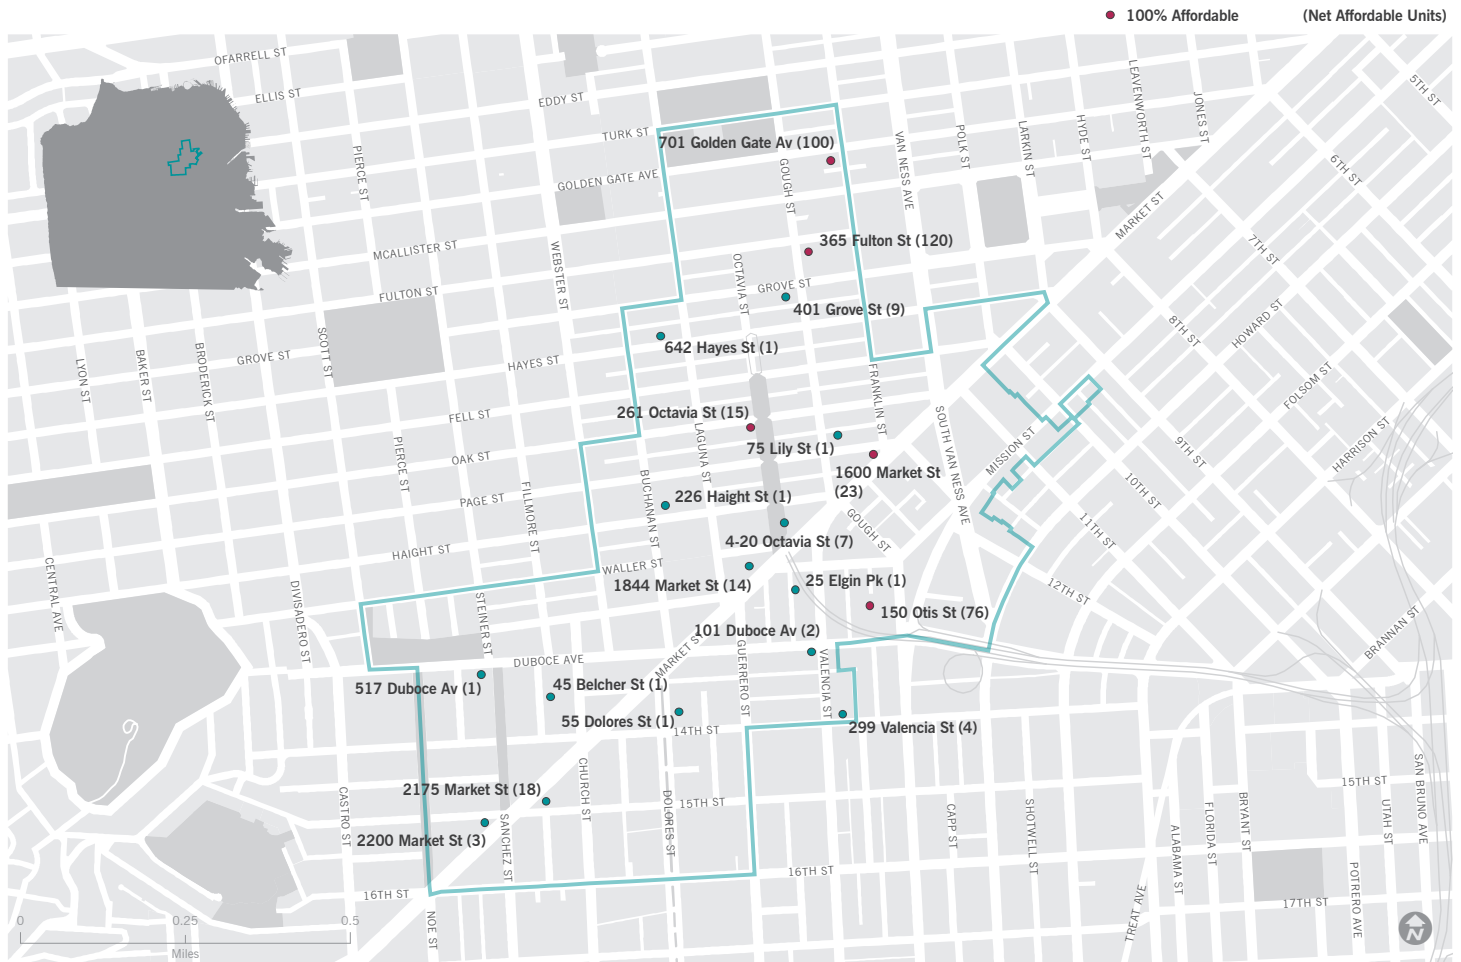 100% Affordable (Net Affordable Units)
OFARRELL ST
ELLIS ST
EDDY ST
TURK ST
GOLDEN GATE AVE
MCALLISTER ST
FULTON ST
GROVE ST
HAYES ST
FELL ST
OAK ST
PAGE ST
HAIGHT ST
WALLER ST
DUBOCE AVE
14TH ST
15TH ST
16TH ST
PIERCE ST
WEBSTER ST
OCTAVIA ST
GOUGH ST
GROVE ST
VAN NESS AVE
POLK ST
LARKIN ST
HYDE ST
LEAVENWORTH ST
JONES ST
MARKET ST
5TH ST
6TH ST
7TH ST
8TH ST
9TH ST
10TH ST
11TH ST
12TH ST
HOWARD ST
FOLSOM ST
HARRISON ST
BRANNAN ST
MISSION ST
SOUTH VAN NESS AVE
FRANKLIN ST
GOUGH ST
LAGUNA ST
BUCHANAN ST
FILLMORE ST
PIERCE ST
SCOTT ST
BRODERICK ST
BAKER ST
LYON ST
CENTRAL AVE
DIVISADERO ST
STEINER ST
MARKET ST
GUERRERO ST
VALENCIA ST
CASTRO ST
SANCHEZ ST
CHURCH ST
DOLORES ST
NOE ST
16TH ST
CAPP ST
SHOTWELL ST
TREAT AVE
ALABAMA ST
FLORIDA ST
BRYANT ST
POTRERO AVE
UTAH ST
SAN BRUNO AVE
15TH ST
17TH ST
701 Golden Gate Av (100)
365 Fulton St (120)
401 Grove St (9)
642 Hayes St (1)
261 Octavia St (15)
75 Lily St (1)
1600 Market St
(23)
226 Haight St (1)
4-20 Octavia St (7)
1844 Market St (14)
25 Elgin Pk (1)
150 Otis St (76)
101 Duboce Av (2)
517 Duboce Av (1)
45 Belcher St (1)
55 Dolores St (1)
299 Valencia St (4)
2175 Market St (18)
2200 Market St (3)
0 0.25 0.5
Miles
N